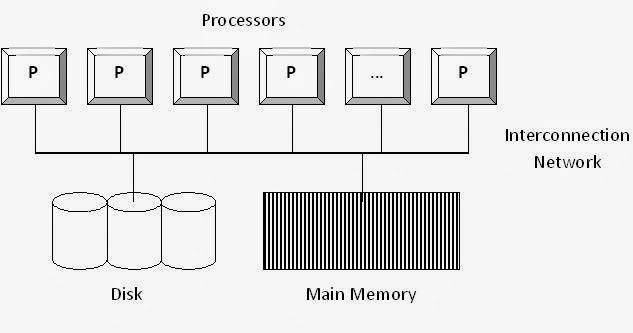 Processors
P P P P ... P
Interconnection
Network
Disk Main Memory